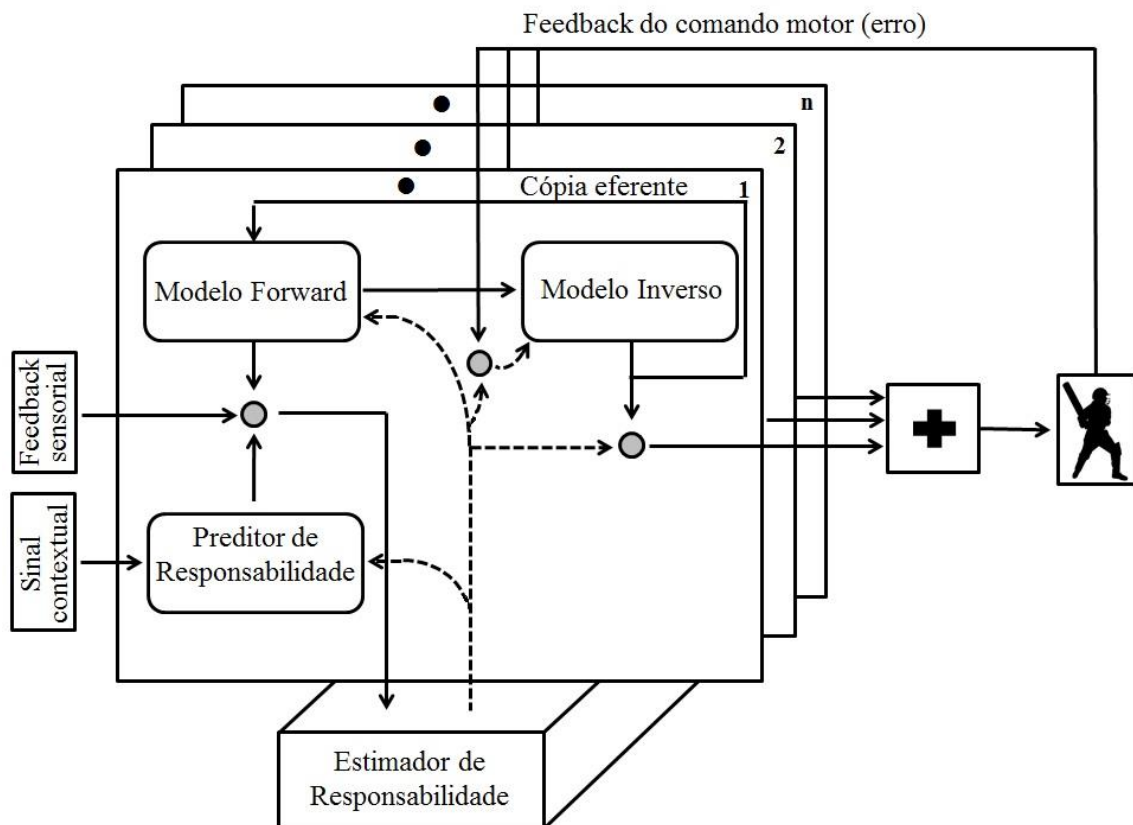 Feedback do comando motor (erro)
n
2
1
Cópia eferente
Modelo Forward
Modelo Inverso
Feedback
sensorial
Sinal
contextual
Preditor de
Responsabilidade
Estimador de
Responsabilidade